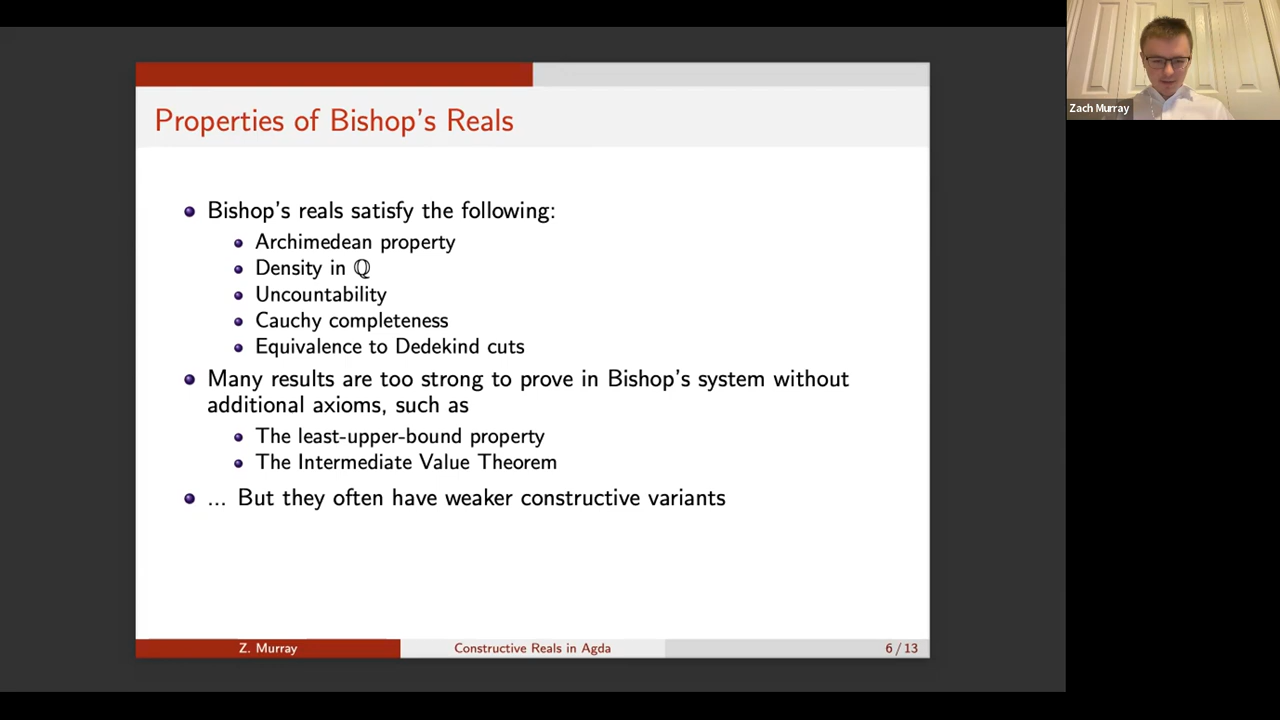 Properties of Bishop's Reals
Bishop's reals satisfy the following:
Archimedean property
Density in ℚ
Uncountability
Cauchy completeness
Equivalence to Dedekind cuts
Many results are too strong to prove in Bishop's system without
additional axioms, such as
The least-upper-bound property
The Intermediate Value Theorem
... But they often have weaker constructive variants
Z. Murray
Constructive Reals in Agda
6 / 13
Zach Murray